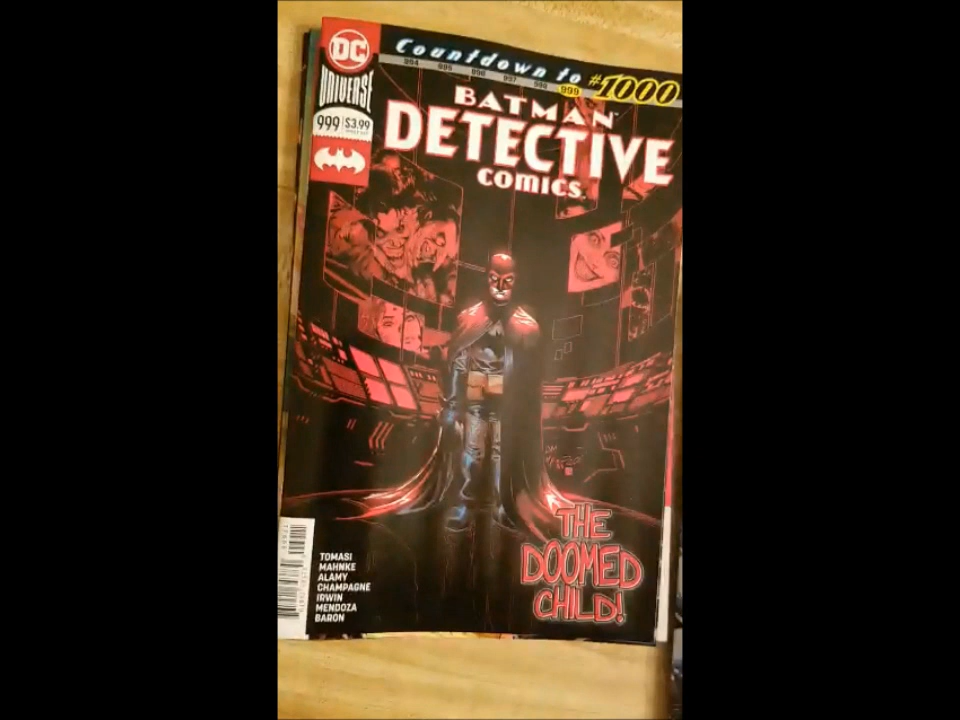 DC
UNIVERSE
Countdown to #1000
994 995 996 997 998 999
999 $3.99
BATMAN
DETECTIVE
COMICS
TOMASI
MAHNKE
ALAMY
CHAMPAGNE
IRWIN
MENDOZA
BARON
THE
DOOMED
CHILD!